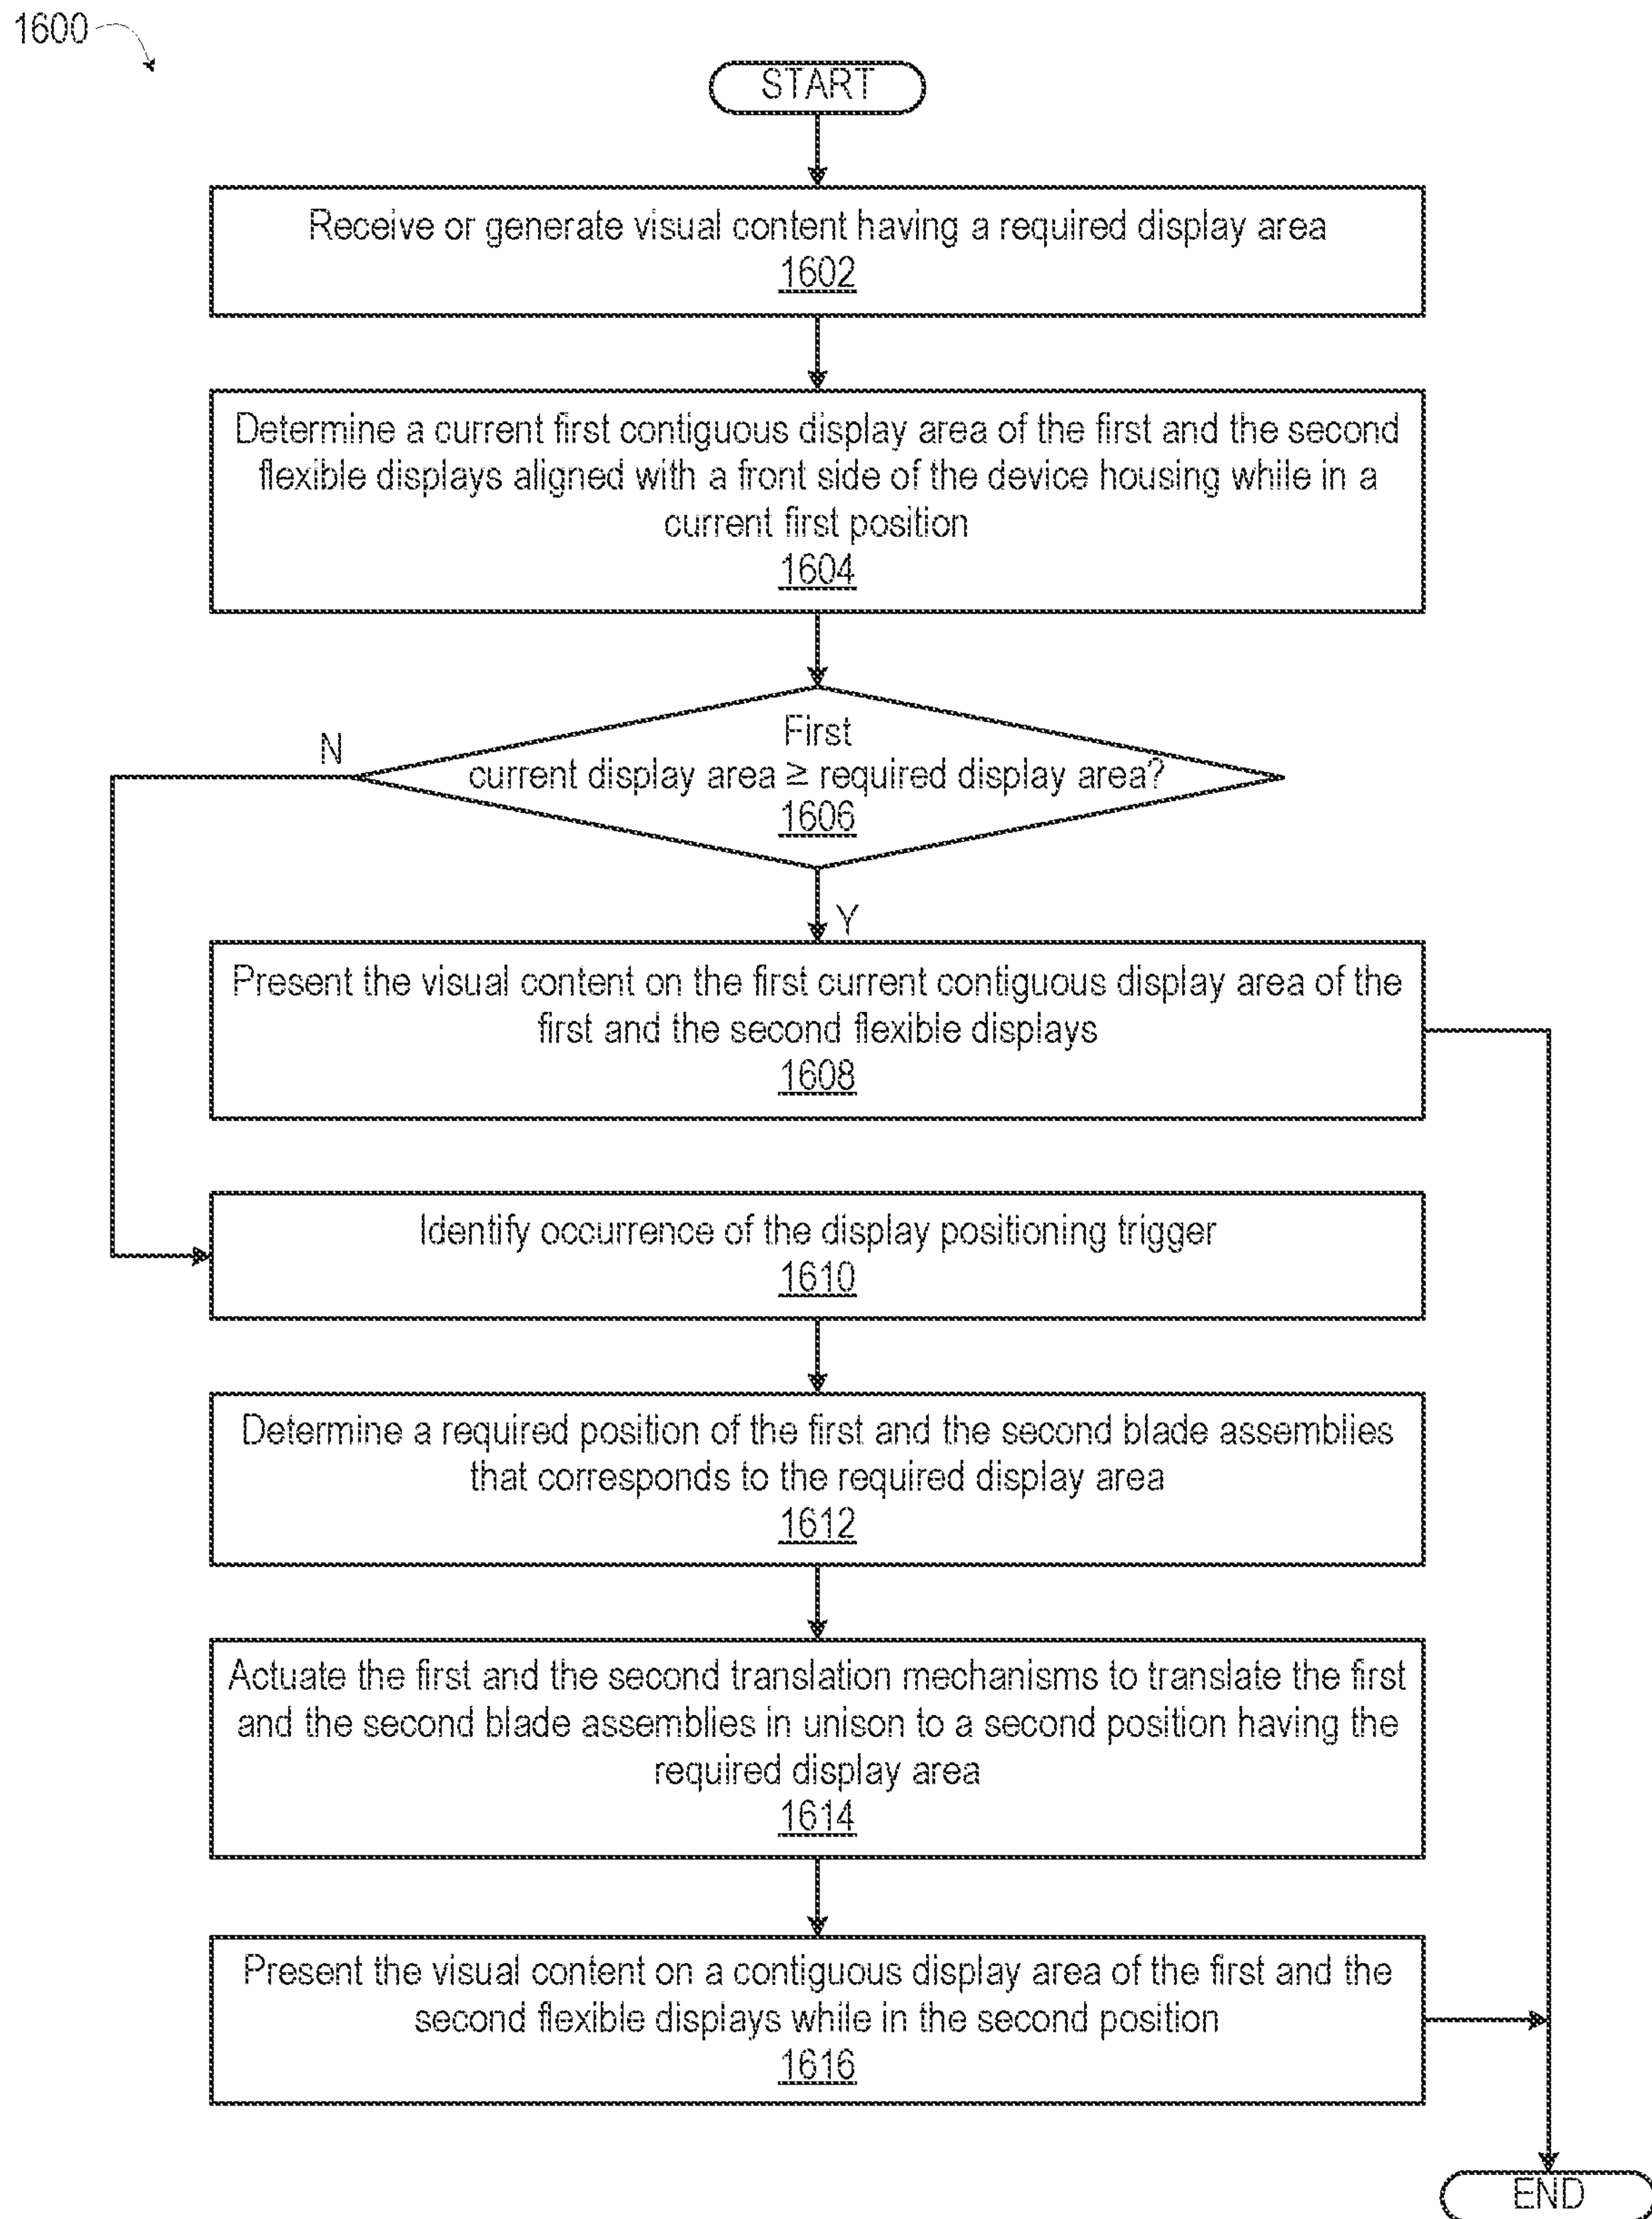 1600
START
Receive or generate visual content having a required display area
1602
Determine a current first contiguous display area of the first and the second
flexible displays aligned with a front side of the device housing while in a
current first position
1604
First
current display area ≥ required display area?
1606
N
Y
Present the visual content on the first current contiguous display area of the
first and the second flexible displays
1608
Identify occurrence of the display positioning trigger
1610
Determine a required position of the first and the second blade assemblies
that corresponds to the required display area
1612
Actuate the first and the second translation mechanisms to translate the first
and the second blade assemblies in unison to a second position having the
required display area
1614
Present the visual content on a contiguous display area of the first and the
second flexible displays while in the second position
1616
END